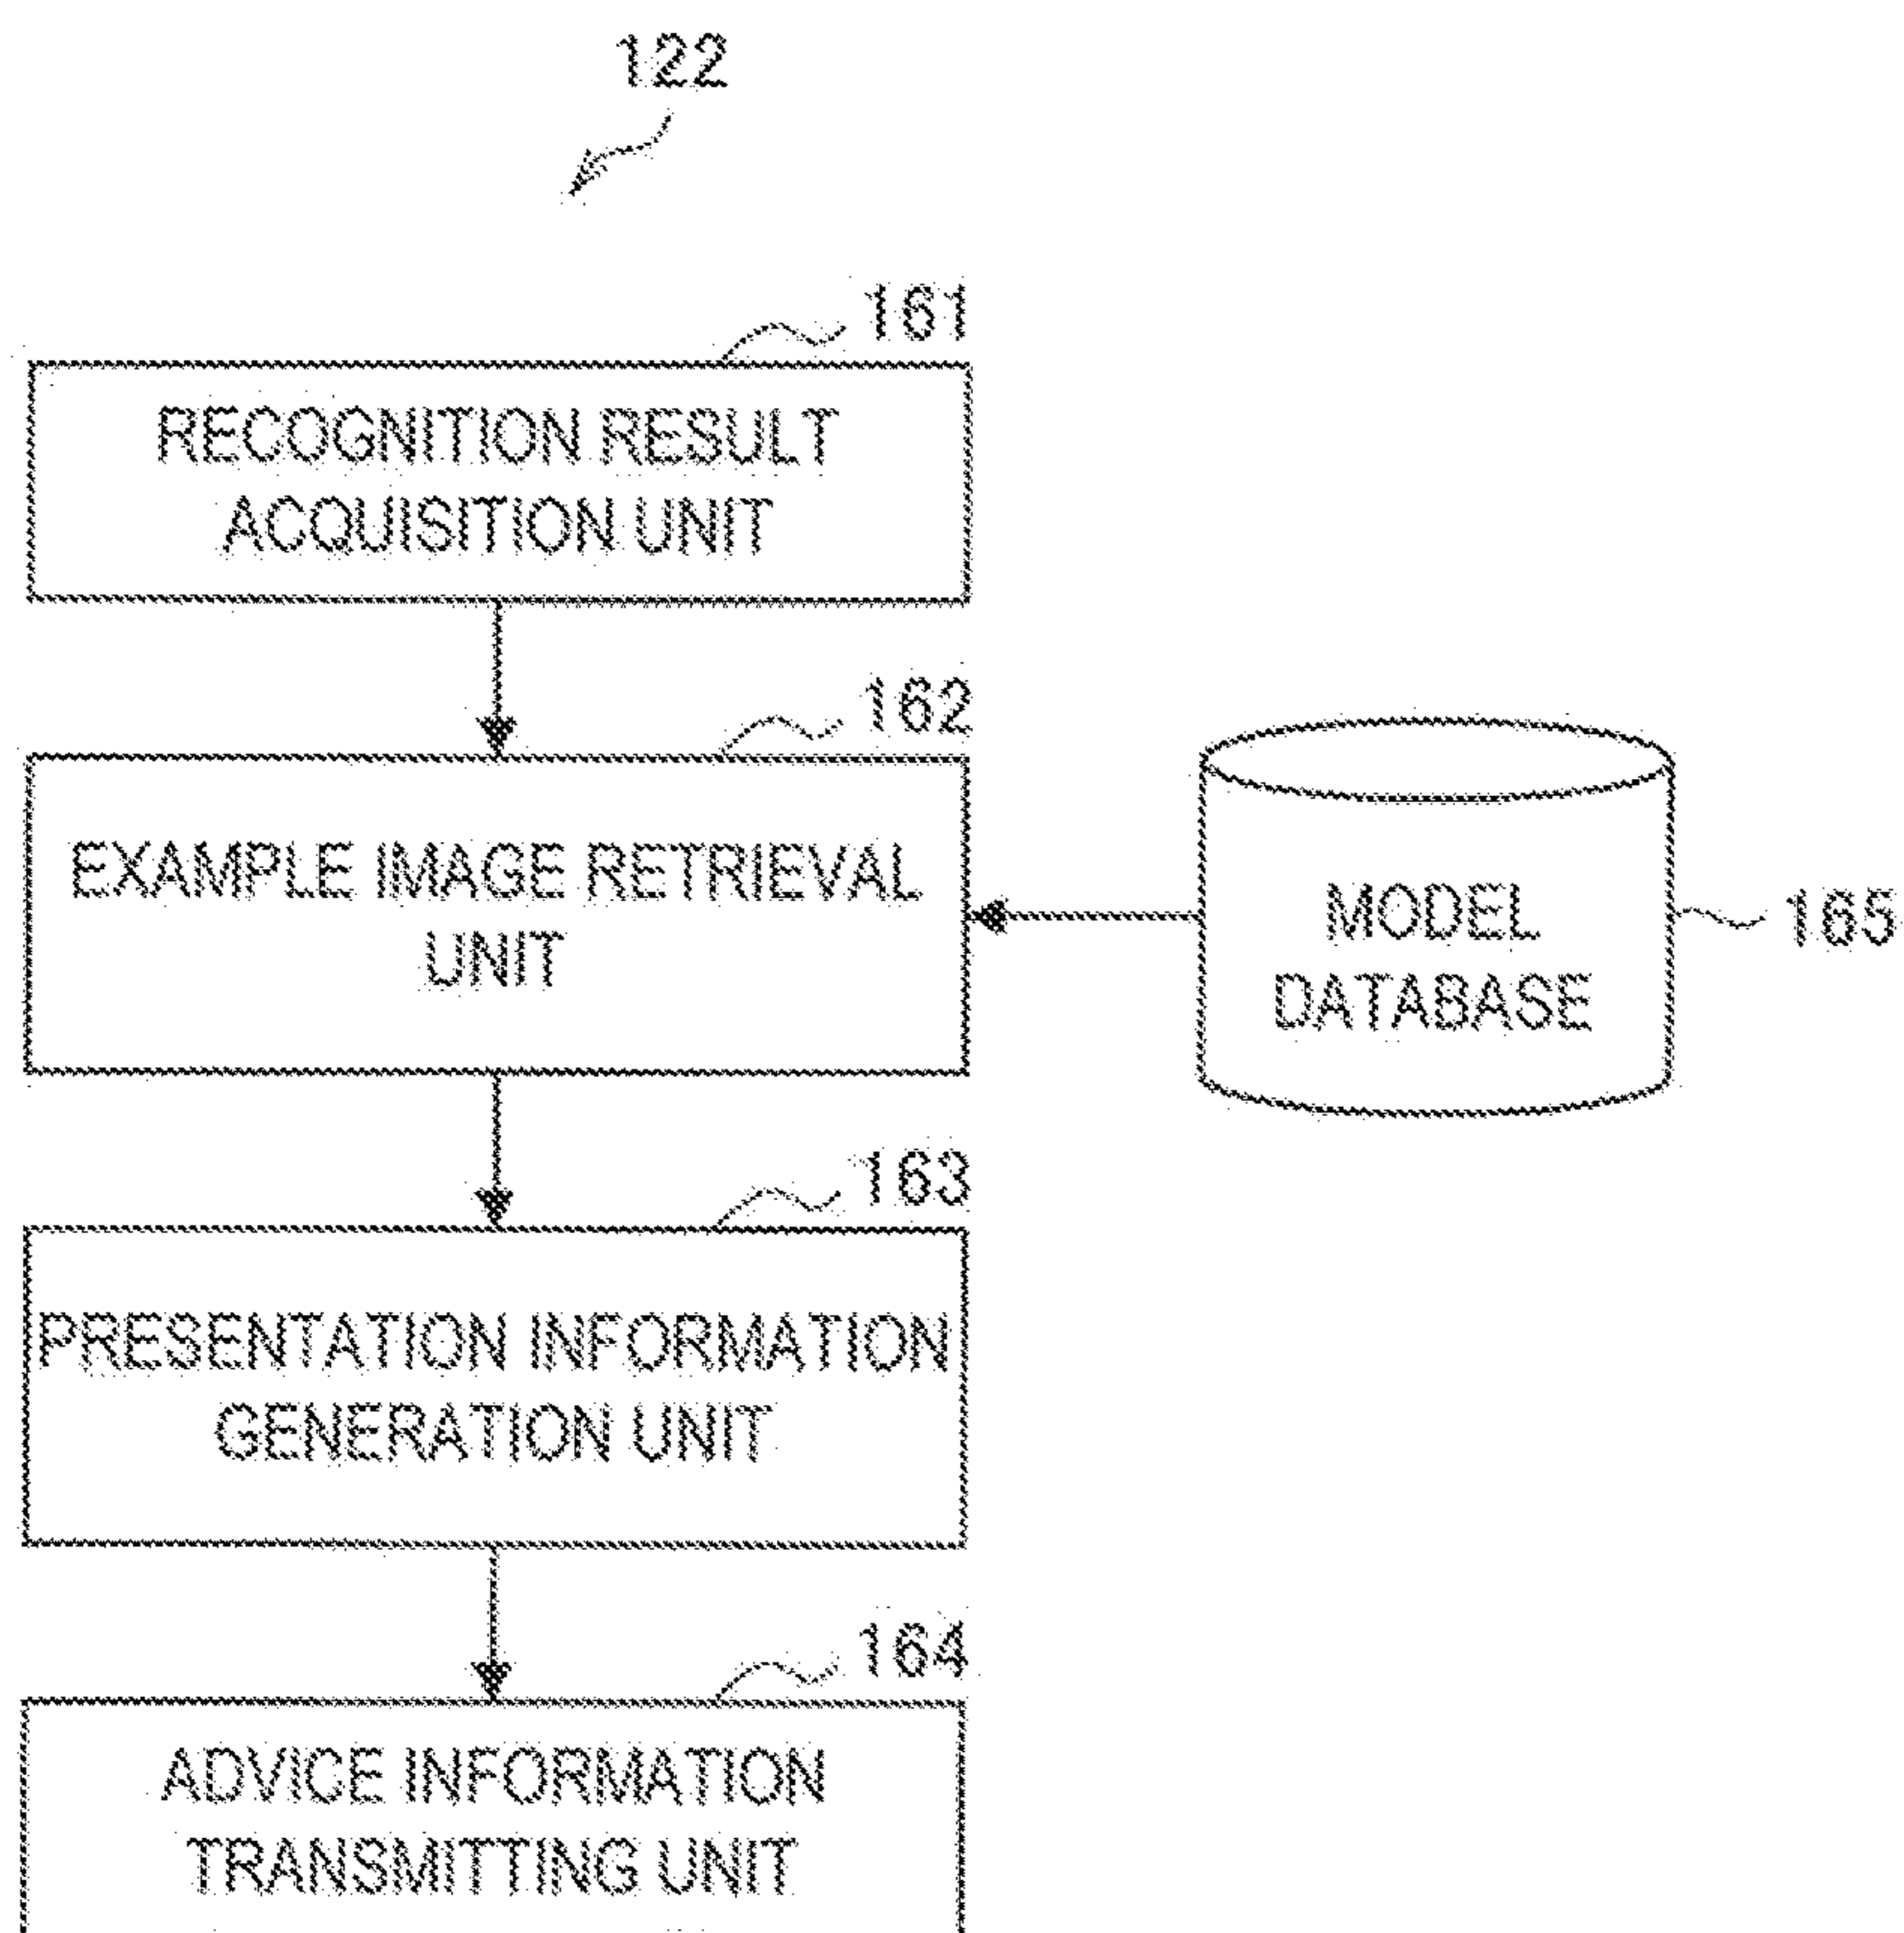 122
161
RECOGNITION RESULT
ACQUISITION UNIT
162
EXAMPLE IMAGE RETRIEVAL
UNIT
MODEL
DATABASE
165
163
PRESENTATION INFORMATION
GENERATION UNIT
164
ADVICE INFORMATION
TRANSMITTING UNIT